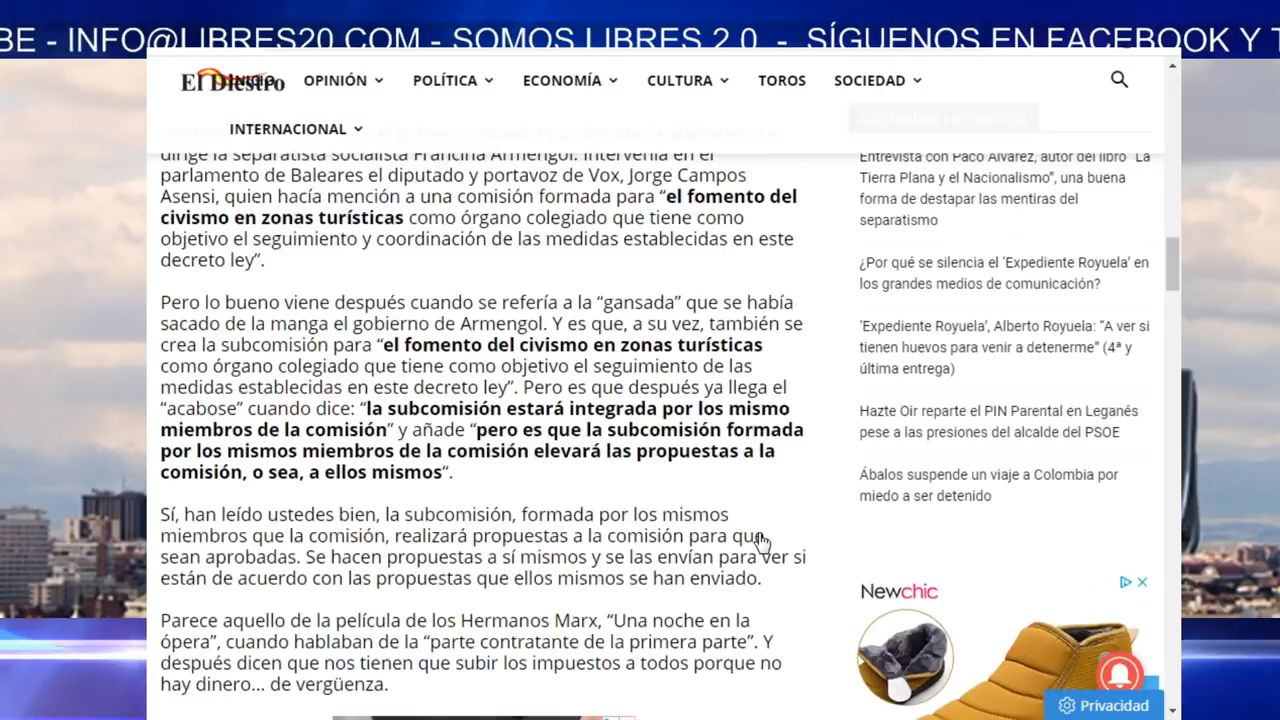 BE - INFO@LIBRES20.COM - SOMOS LIBRES 2.0 - SÍGUENOS EN FACEBOOK Y T
El Diestro
INICIO
OPINIÓN
POLÍTICA
ECONOMÍA
CULTURA
TOROS
SOCIEDAD
INTERNACIONAL
dirige la separatista socialista Francina Armengol. Intervenía en el
parlamento de Baleares el diputado y portavoz de Vox, Jorge Campos
Asensi, quien hacía mención a una comisión formada para “el fomento del
civismo en zonas turísticas como órgano colegiado que tiene como
objetivo el seguimiento y coordinación de las medidas establecidas en este
decreto ley”.
Pero lo bueno viene después cuando se refería a la “gansada” que se había
sacado de la manga el gobierno de Armengol. Y es que, a su vez, también se
crea la subcomisión para “el fomento del civismo en zonas turísticas
como órgano colegiado que tiene como objetivo el seguimiento de las
medidas establecidas en este decreto ley”. Pero es que después ya llega el
“acabose” cuando dice: “la subcomisión estará integrada por los mismo
miembros de la comisión” y añade “pero es que la subcomisión formada
por los mismos miembros de la comisión elevará las propuestas a la
comisión, o sea, a ellos mismos“.
Sí, han leído ustedes bien, la subcomisión, formada por los mismos
miembros que la comisión, realizará propuestas a la comisión para que
sean aprobadas. Se hacen propuestas a sí mismos y se las envían para ver si
están de acuerdo con las propuestas que ellos mismos se han enviado.
Parece aquello de la película de los Hermanos Marx, “Una noche en la
ópera”, cuando hablaban de la “parte contratante de la primera parte”. Y
después dicen que nos tienen que subir los impuestos a todos porque no
hay dinero… de vergüenza.
Entrevista con Paco Álvarez, autor del libro “La
Tierra Plana y el Nacionalismo”, una buena
forma de destapar las mentiras del
separatismo
¿Por qué se silencia el ‘Expediente Royuela’ en
los grandes medios de comunicación?
‘Expediente Royuela’, Alberto Royuela: “A ver si
tienen huevos para venir a detenerme” (4ª y
última entrega)
Hazte Oir reparte el PIN Parental en Leganés
pese a las presiones del alcalde del PSOE
Ábalos suspende un viaje a Colombia por
miedo a ser detenido
Newchic
Privacidad